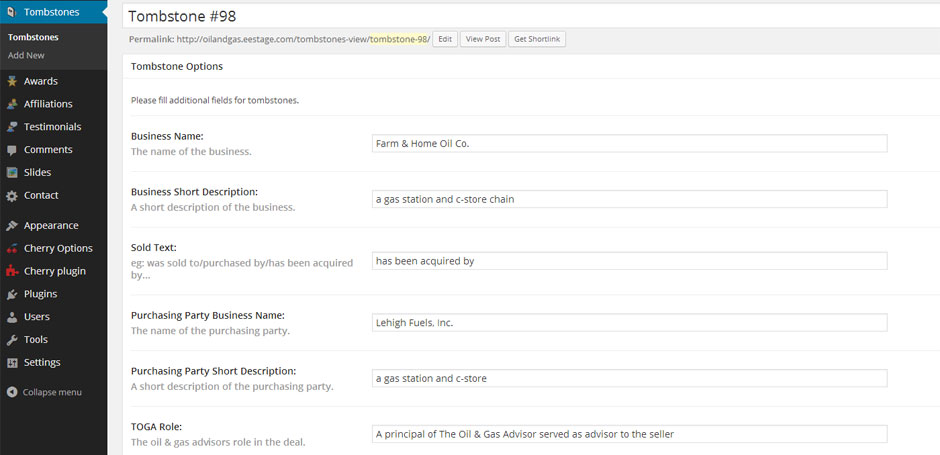 Tombstones
Tombstones
Add New
Awards
Affiliations
Testimonials
Comments
Slides
Contact
Appearance
Cherry Options
Cherry plugin
Plugins
Users
Tools
Settings
Collapse menu
Tombstone #98
Permalink: http://oilandgas.eestage.com/tombstones-view/tombstone-98/ Edit View Post Get Shortlink
Tombstone Options
Please fill additional fields for tombstones.
Business Name:
The name of the business.
Farm & Home Oil Co.
Business Short Description:
A short description of the business.
a gas station and c-store chain
Sold Text:
eg: was sold to/purchased by/has been acquired
by...
has been acquired by
Purchasing Party Business Name:
The name of the purchasing party.
Lehigh Fuels, Inc.
Purchasing Party Short Description:
A short description of the purchasing party.
a gas station and c-store
TOGA Role:
The oil & gas advisors role in the deal.
A principal of The Oil & Gas Advisor served as advisor to the seller